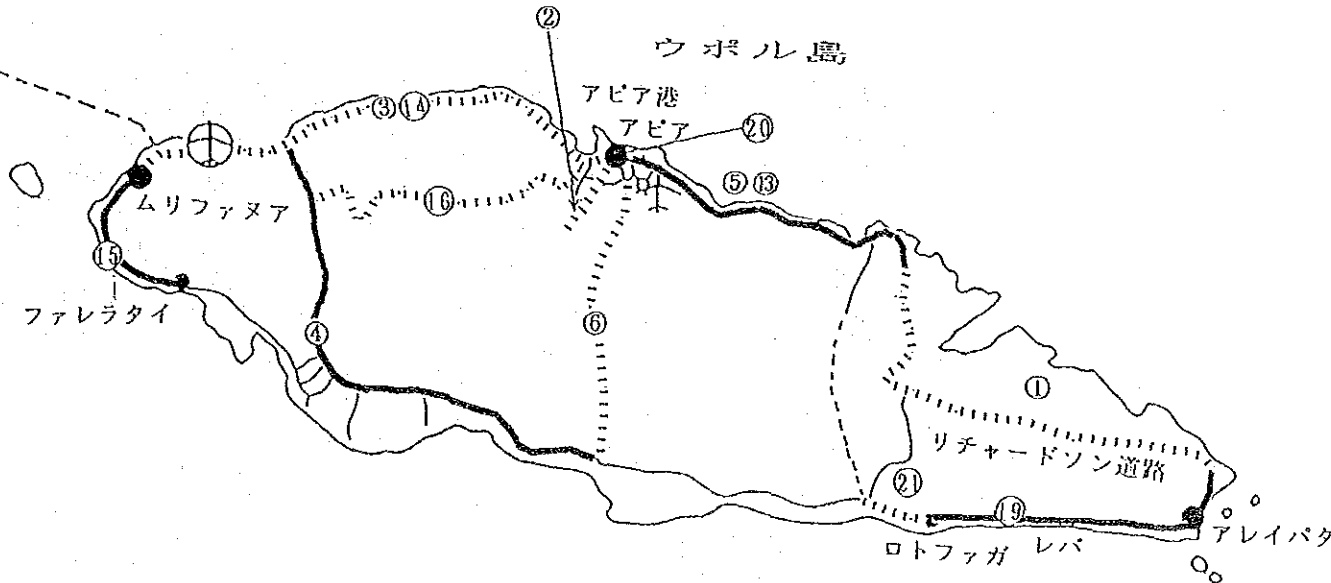 ②
ウポル島
③⑭
アピア港
アピア
⑳
⑤⑬
ムリファヌア
⑯
⑮
ファレラタイ
④
⑥
①
リチャードソン道路
㉑
⑲
アレイパタ
ロトファガ
レパ